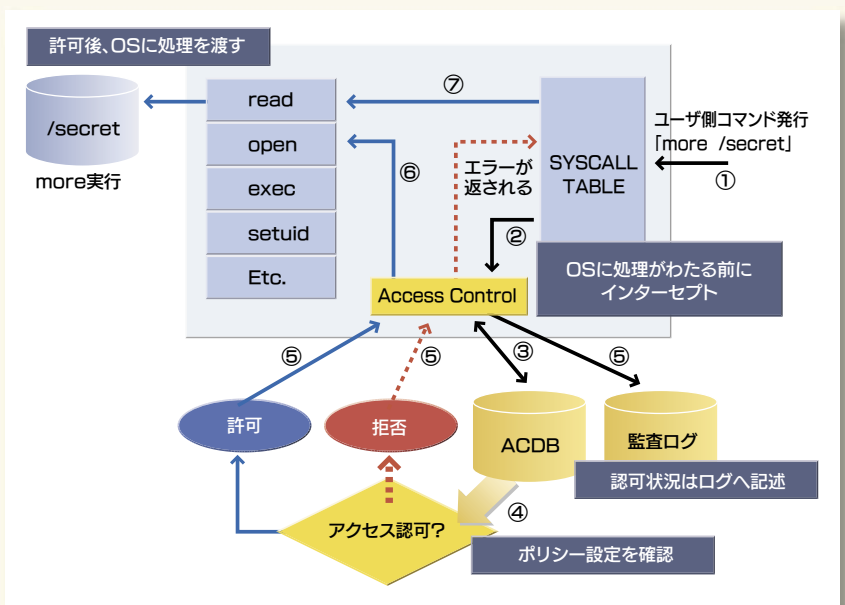 許可後、OSに処理を渡す
/secret
more実行
read
open
exec
setuid
Etc.
⑦
⑥
エラーが
返される
SYSCALL
TABLE
ユーザ側コマンド発行
「more /secret」
①
②
OSに処理がわたる前に
インターセプト
Access Control
⑤
⑤
③
⑤
許可
拒否
ACDB
監査ログ
認可状況はログへ記述
④
アクセス認可?
ポリシー設定を確認